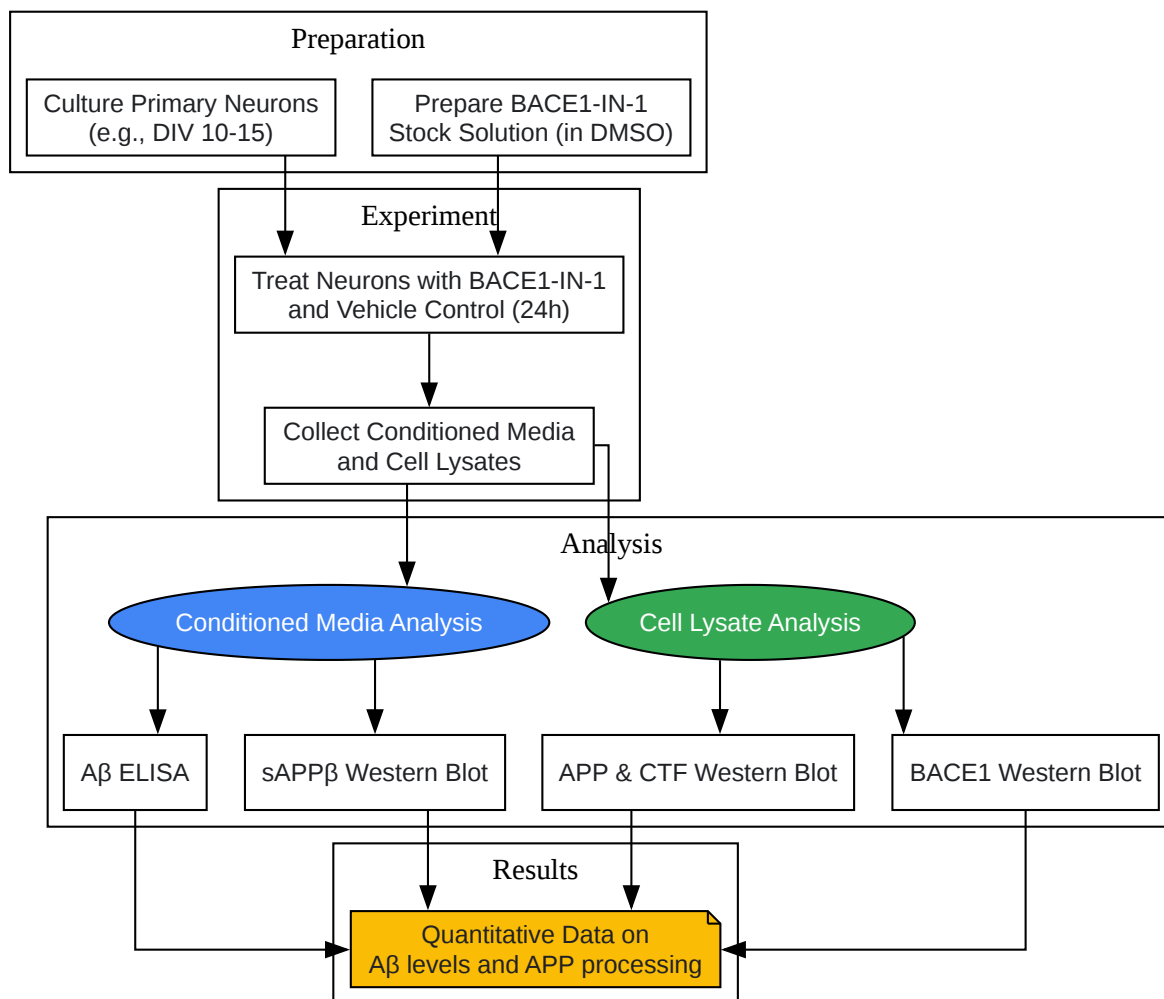 Preparation
Culture Primary Neurons
(e.g., DIV 10-15)
Prepare BACE1-IN-1
Stock Solution (in DMSO)
Experiment
Treat Neurons with BACE1-IN-1
and Vehicle Control (24h)
Collect Conditioned Media
and Cell Lysates
Analysis
Conditioned Media Analysis
Cell Lysate Analysis
Aβ ELISA
sAPPβ Western Blot
APP & CTF Western Blot
BACE1 Western Blot
Results
Quantitative Data on
Aβ levels and APP processing